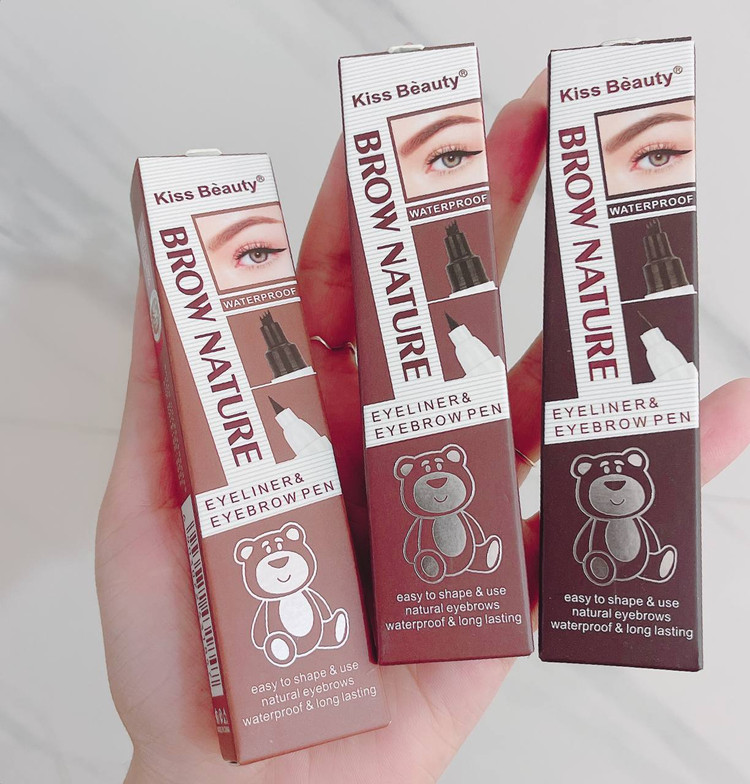 Kiss Bèauty®
BROW NATURE
WATERPROOF
EYELINER&
EYEBROW PEN
easy to shape & use
natural eyebrows
waterproof & long lasting
Kiss Bèauty®
BROW NATURE
WATERPROOF
EYELINER&
EYEBROW PEN
easy to shape & use
natural eyebrows
waterproof & long lasting
Kiss Bèauty®
BROW NATURE
WATERPROOF
EYELINER&
EYEBROW PEN
easy to shape & use
natural eyebrows
waterproof & long lasting